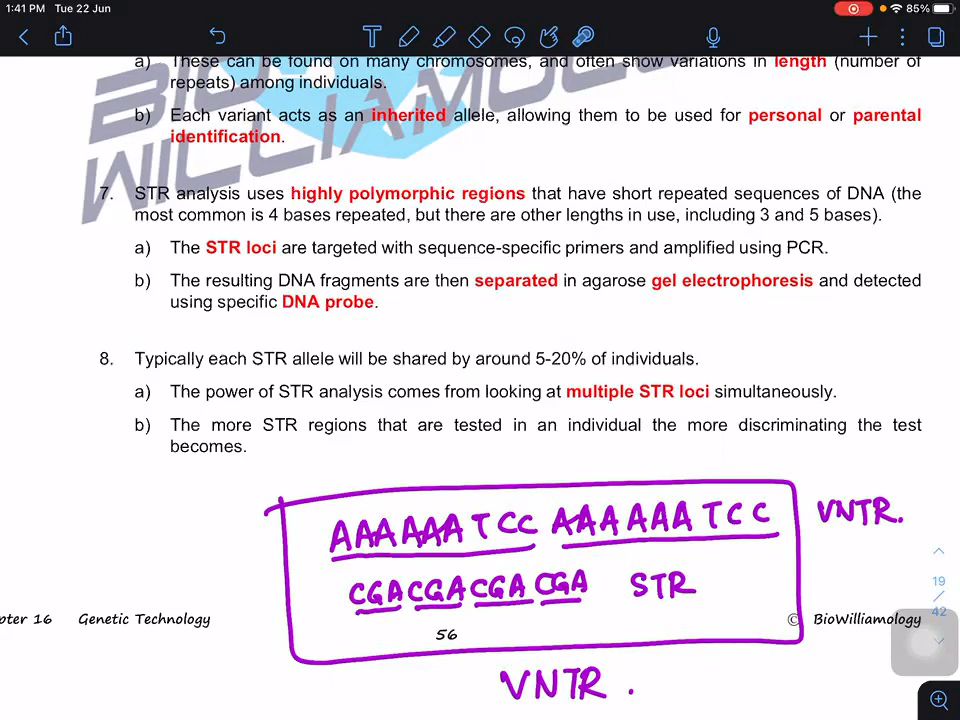 1:41 PM Tue 22 Jun
85%
a) These can be found on many chromosomes, and often show variations in length (number of
repeats) among individuals.
b) Each variant acts as an inherited allele, allowing them to be used for personal or parental
identification.
BIO
WILLIAMOLOGY
7. STR analysis uses highly polymorphic regions that have short repeated sequences of DNA (the
most common is 4 bases repeated, but there are other lengths in use, including 3 and 5 bases).
a) The STR loci are targeted with sequence-specific primers and amplified using PCR.
b) The resulting DNA fragments are then separated in agarose gel electrophoresis and detected
using specific DNA probe.
8. Typically each STR allele will be shared by around 5-20% of individuals.
a) The power of STR analysis comes from looking at multiple STR loci simultaneously.
b) The more STR regions that are tested in an individual the more discriminating the test
becomes.
AAAAAATCC AAAAAATCC VNTR.
CGACGACGACGA STR
19
/
42
pter 16 Genetic Technology
© BioWilliamology
56
VNTR.